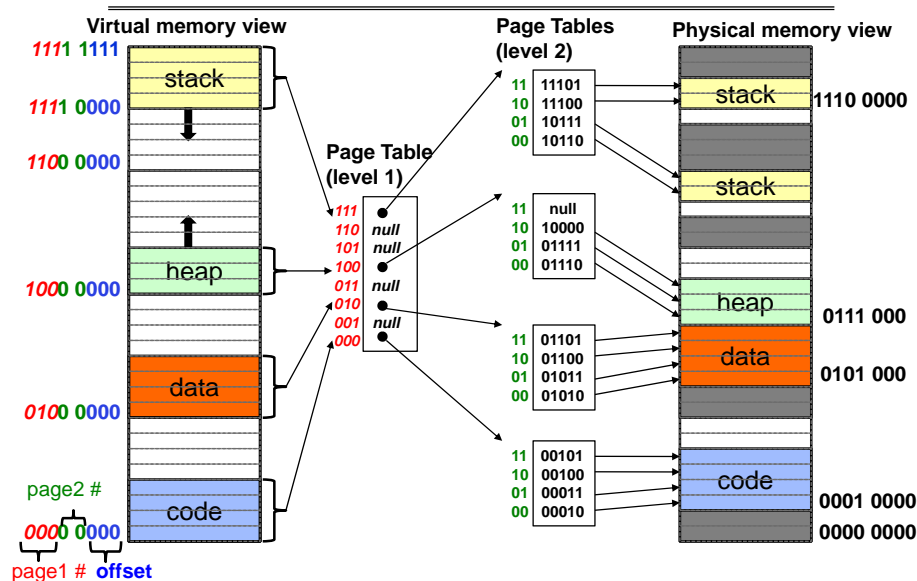 Virtual memory view
1111 1111
stack
1111 0000
1100 0000
heap
1000 0000
data
0100 0000
page2 #
code
0000 0000
page1 # offset
Page Table
(level 1)
111
110 null
101 null
100
011 null
010
001 null
000
Page Tables
(level 2)
11 11101
10 11100
01 10111
00 10110
11 null
10 10000
01 01111
00 01110
11 01101
10 01100
01 01011
00 01010
11 00101
10 00100
01 00011
00 00010
Physical memory view
stack
1110 0000
stack
heap
0111 000
data
0101 000
code
0001 0000
0000 0000